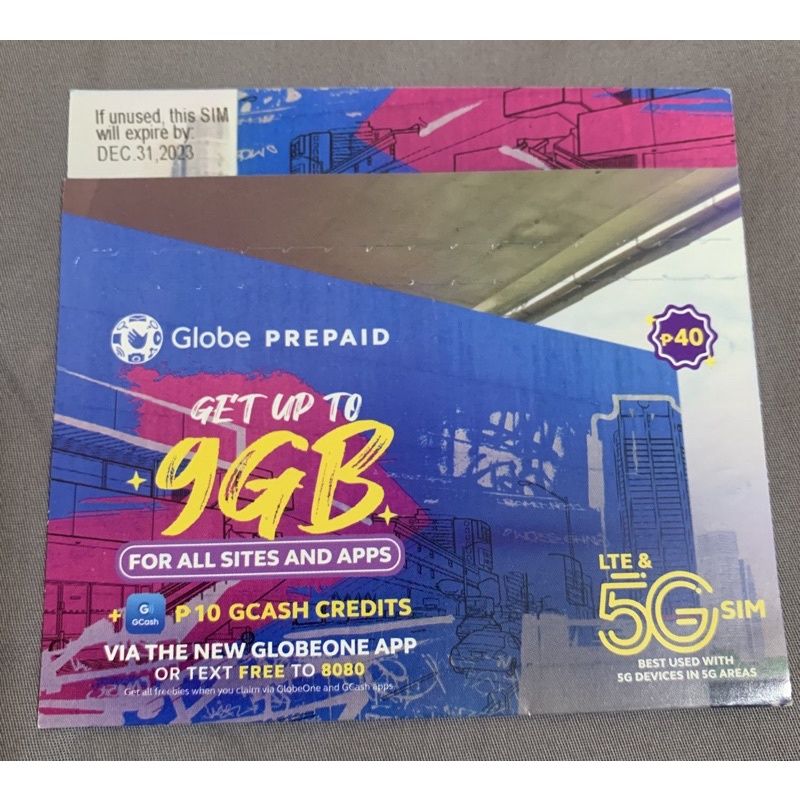 If unused, this SIM
will expire by:
DEC.31,2023
Globe PREPAID
₱40
GET UP TO
9GB
FOR ALL SITES AND APPS
+ G GCash ₱10 GCASH CREDITS
VIA THE NEW GLOBEONE APP
OR TEXT FREE TO 8080
Get all freebies when you claim via GlobeOne and GCash apps
LTE &
5G SIM
BEST USED WITH
5G DEVICES IN 5G AREAS